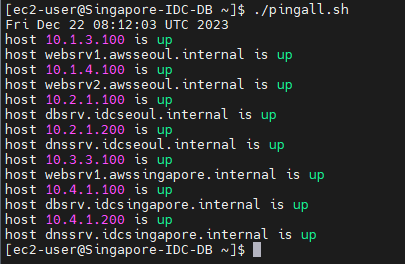 [ec2-user@Singapore-IDC-DB ~]$ ./pingall.sh
Fri Dec 22 08:12:03 UTC 2023
host 10.1.3.100 is up
host websrv1.awsseoul.internal is up
host 10.1.4.100 is up
host websrv2.awsseoul.internal is up
host 10.2.1.100 is up
host dbsrv.idcseoul.internal is up
host 10.2.1.200 is up
host dnssrv.idcseoul.internal is up
host 10.3.3.100 is up
host websrv1.awssingapore.internal is up
host 10.4.1.100 is up
host dbsrv.idcsingapore.internal is up
host 10.4.1.200 is up
host dnssrv.idcsingapore.internal is up
[ec2-user@Singapore-IDC-DB ~]$